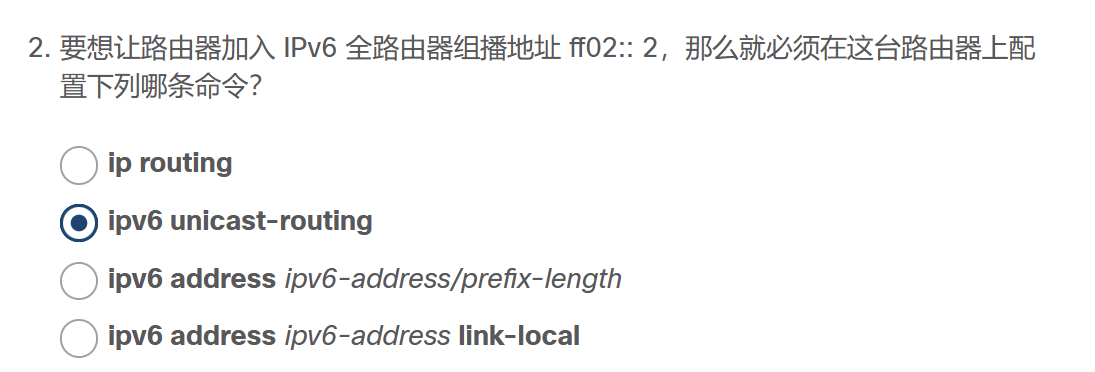 2. 要想让路由器加入 IPv6 全路由器组播地址 ff02:: 2，那么就必须在这台路由器上配
置下列哪条命令？
ip routing
ipv6 unicast-routing
ipv6 address ipv6-address/prefix-length
ipv6 address ipv6-address link-local